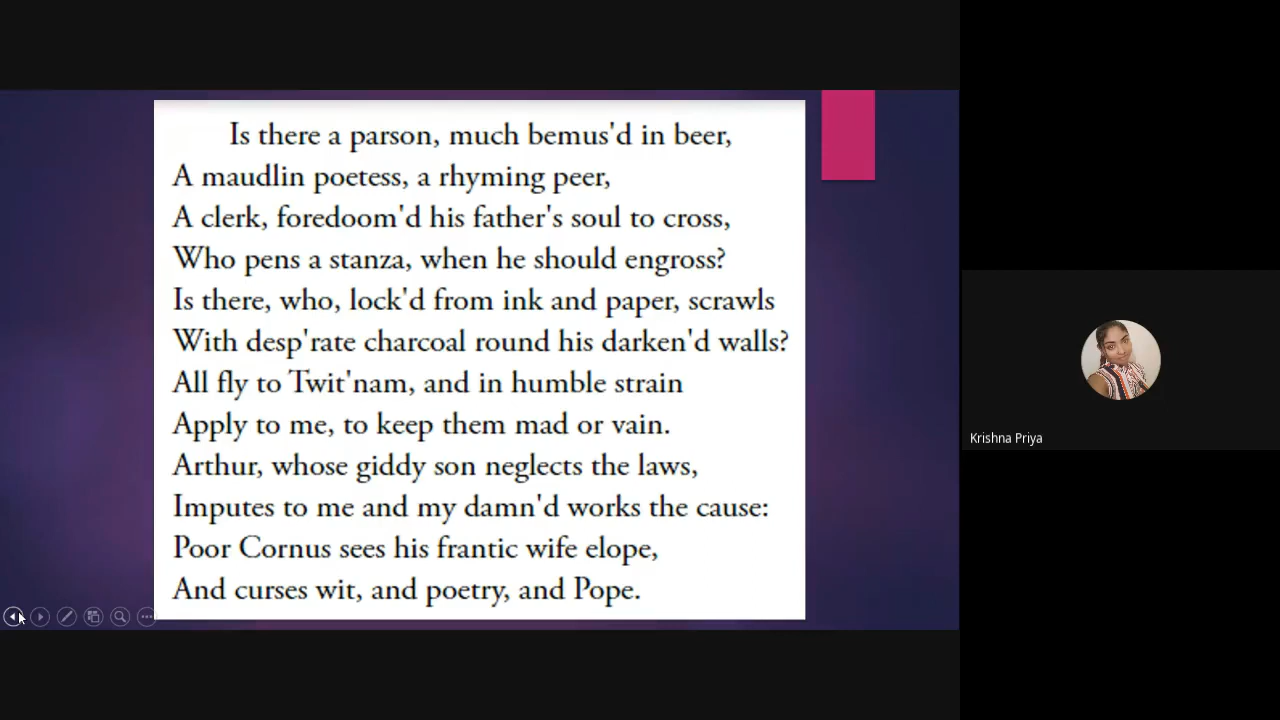 Is there a parson, much bemus'd in beer,
A maudlin poetess, a rhyming peer,
A clerk, foredoom'd his father's soul to cross,
Who pens a stanza, when he should engross?
Is there, who, lock'd from ink and paper, scrawls
With desp'rate charcoal round his darken'd walls?
All fly to Twit'nam, and in humble strain
Apply to me, to keep them mad or vain.
Arthur, whose giddy son neglects the laws,
Imputes to me and my damn'd works the cause:
Poor Cornus sees his frantic wife elope,
And curses wit, and poetry, and Pope.
Krishna Priya